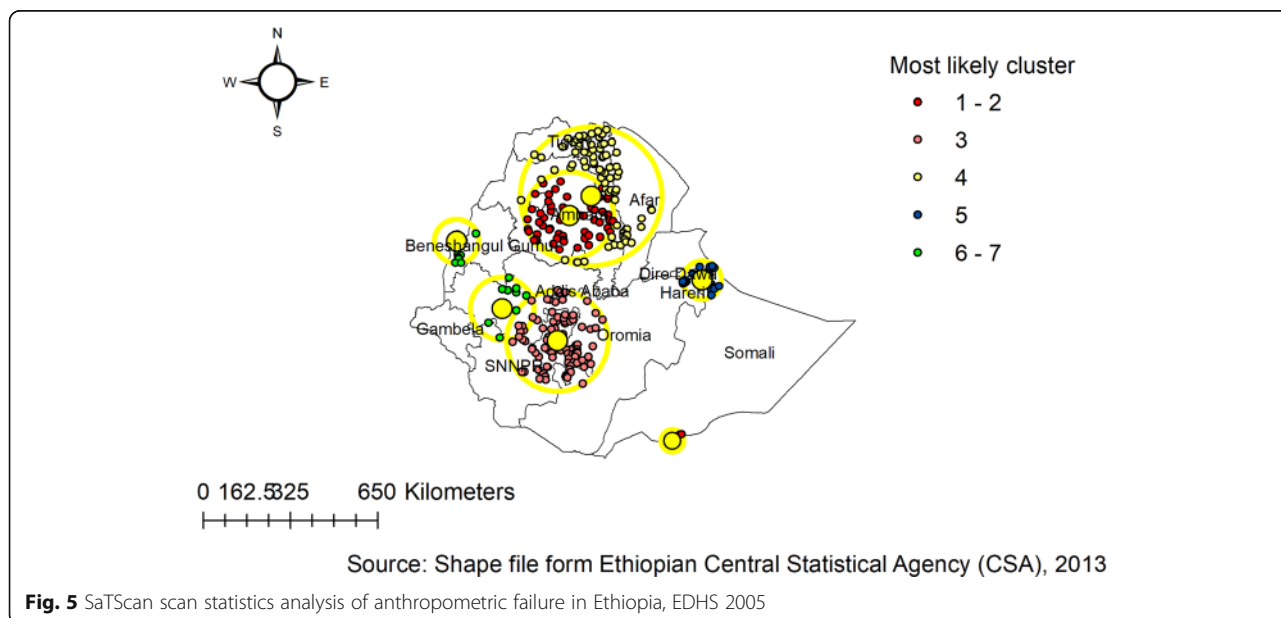 N
W E
S
Most likely cluster
1 - 2
3
4
5
6 - 7
Afar
Beneshangul Gumu
Dire Dawa
Harem
Addis Ababa
Gambela
Oromia
SNNP
Somali
0 162.5325 650 Kilometers
Source: Shape file form Ethiopian Central Statistical Agency (CSA), 2013
Fig. 5 SaTScan scan statistics analysis of anthropometric failure in Ethiopia, EDHS 2005